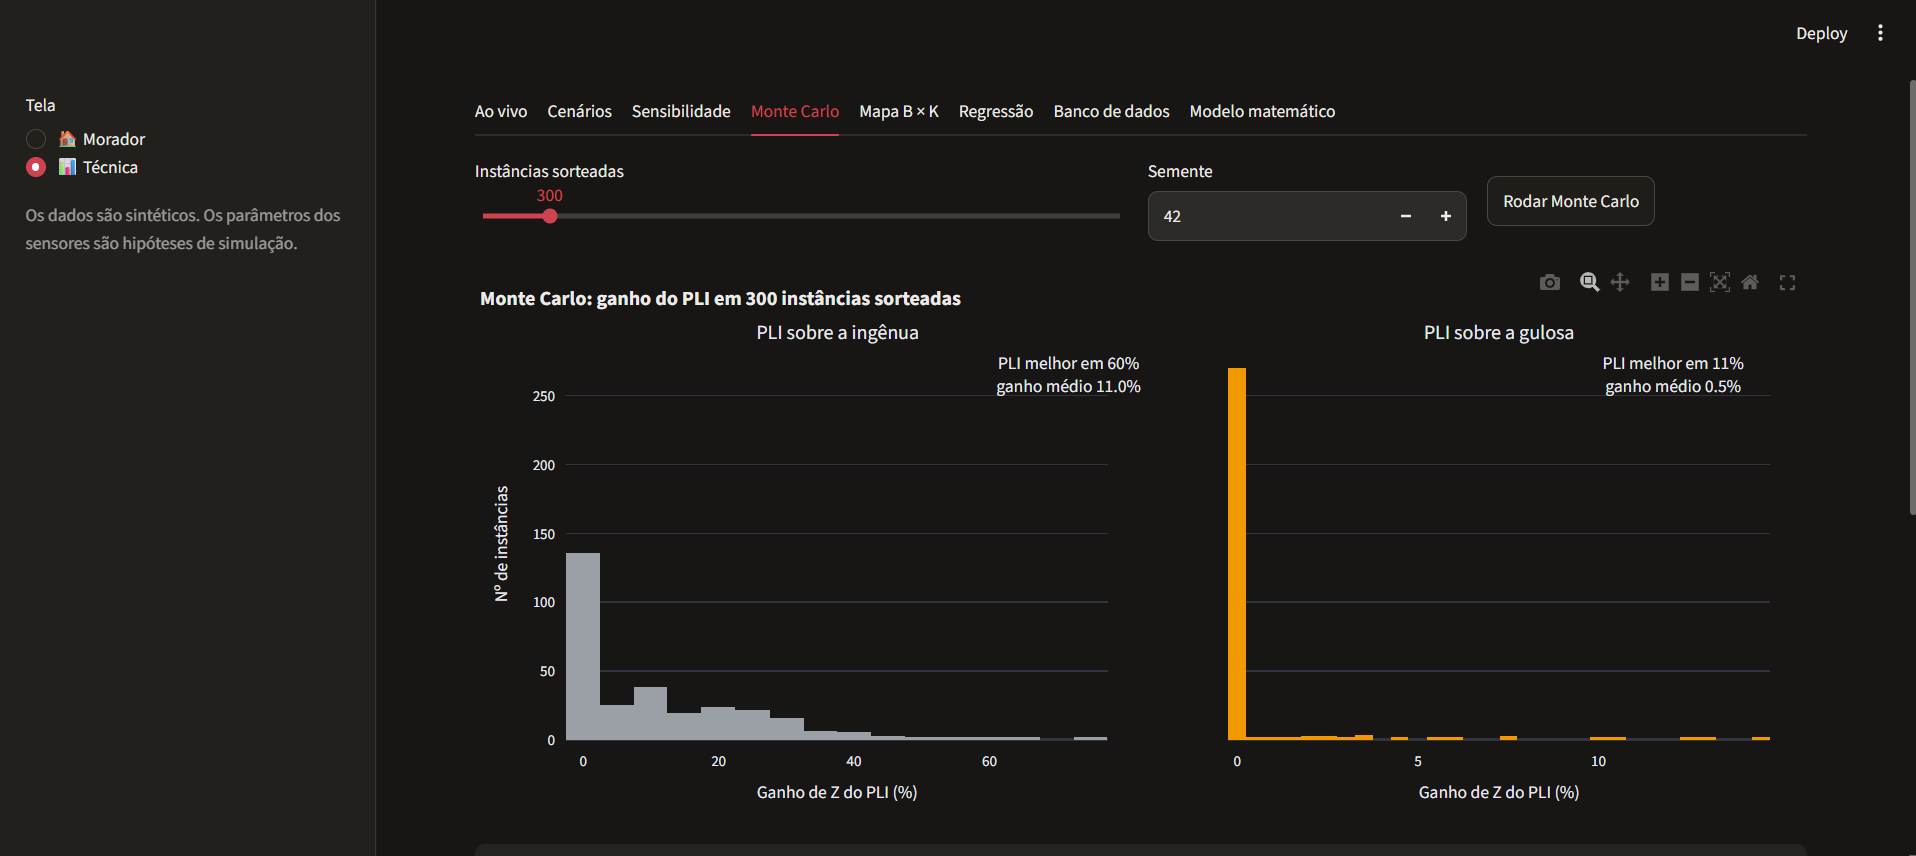 Deploy
Tela
Morador
Técnica
Os dados são sintéticos. Os parâmetros dos
sensores são hipóteses de simulação.
Ao vivo Cenários Sensibilidade Monte Carlo Mapa B × K Regressão Banco de dados Modelo matemático
Instâncias sorteadas
300
Semente
42
Rodar Monte Carlo
Monte Carlo: ganho do PLI em 300 instâncias sorteadas
PLI sobre a ingênua
PLI melhor em 60%
ganho médio 11.0%
Nº de instâncias
250
200
150
100
50
0
0 20 40 60
Ganho de Z do PLI (%)
PLI sobre a gulosa
PLI melhor em 11%
ganho médio 0.5%
0 5 10
Ganho de Z do PLI (%)